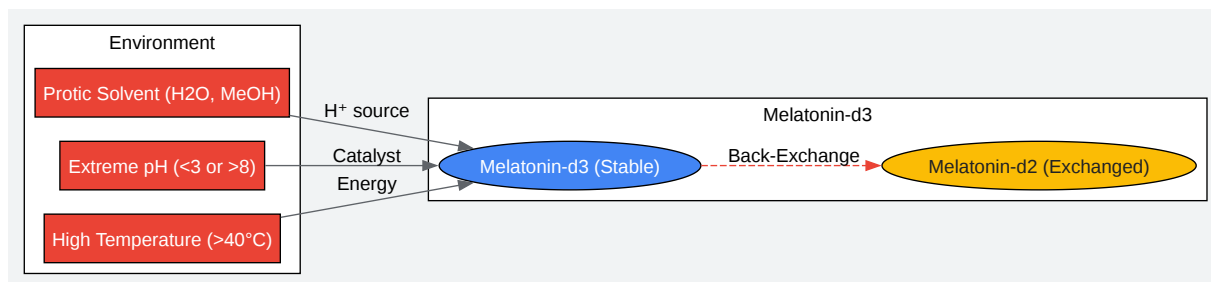 Environment
Protic Solvent (H2O, MeOH)
Extreme pH (<3 or >8)
High Temperature (>40°C)
H⁺ source
Catalyst
Energy
Melatonin-d3
Melatonin-d3 (Stable)
Back-Exchange
Melatonin-d2 (Exchanged)